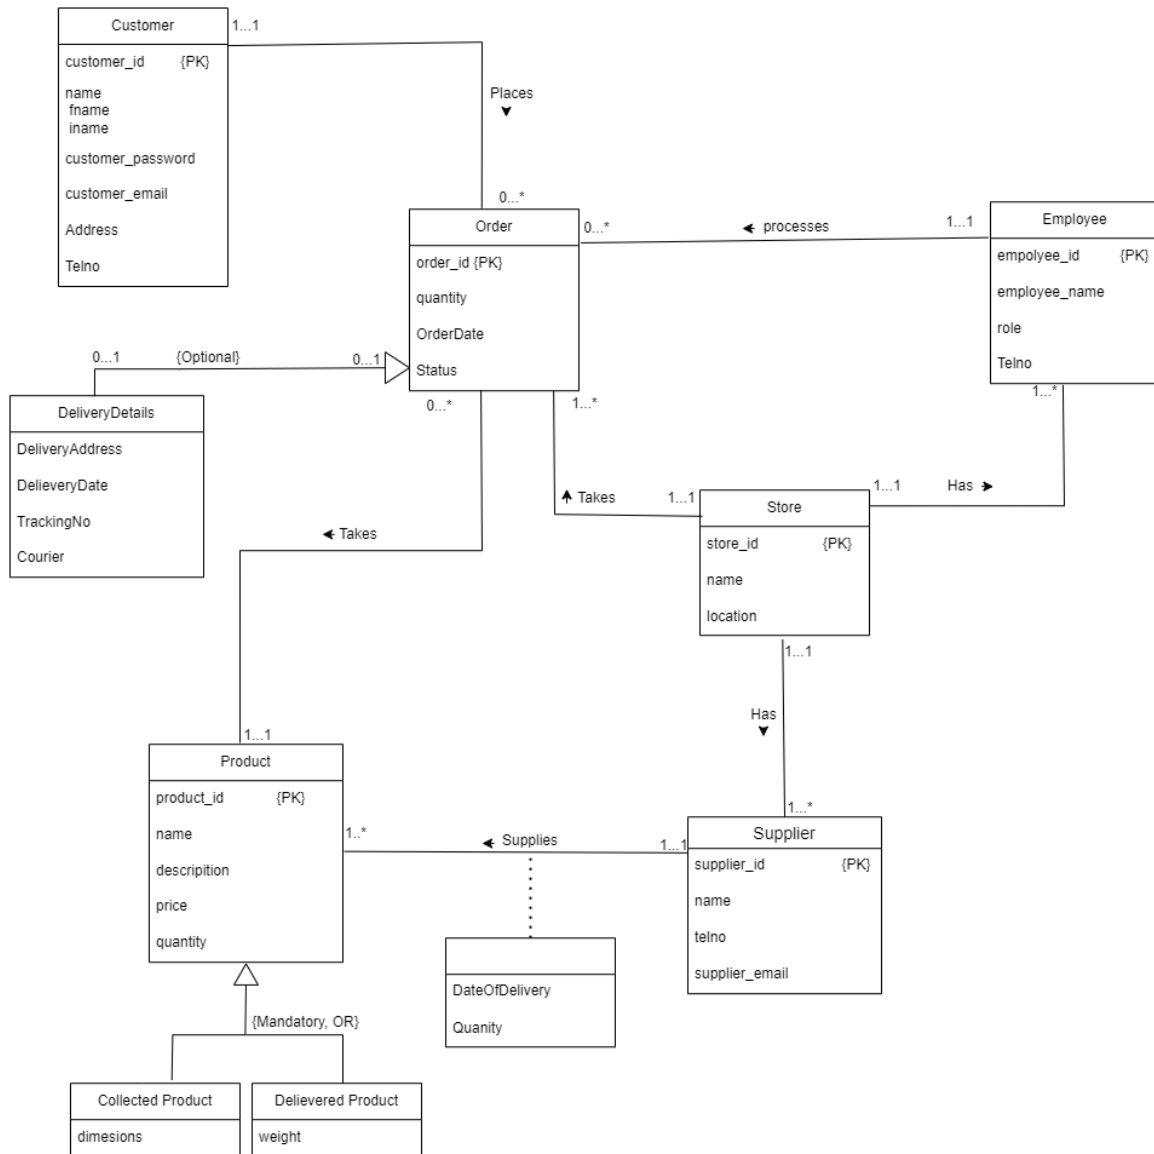 Customer
1...1
customer_id {PK}
name
fname
iname
customer_password
customer_email
Address
Telno
Places
0...*
Order
order_id {PK}
quantity
OrderDate
Status
0...*
processes
1...1
Employee
empolyee_id {PK}
employee_name
role
Telno
0...1
{Optional}
0...1
DeliveryDetails
DeliveryAddress
DelieveryDate
TrackingNo
Courier
0...*
1...*
1...*
Takes
1...1
1...1
Has
Store
store_id {PK}
name
location
Takes
1...1
Has
1...*
1...1
Product
product_id {PK}
name
descripition
price
quantity
1..*
Supplies
1...1
Supplier
supplier_id {PK}
name
telno
supplier_email
DateOfDelivery
Quanity
{Mandatory, OR}
Collected Product
dimesions
Delievered Product
weight